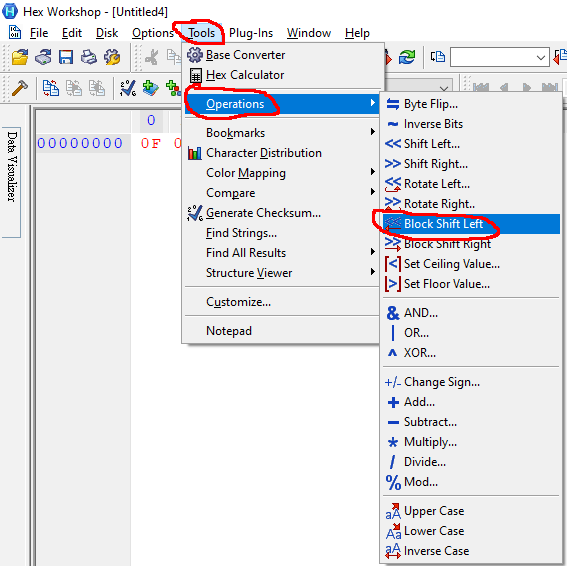 Hex Workshop - [Untitled4]
File Edit Disk Options Tools Plug-Ins Window Help
Base Converter
Hex Calculator
Operations
Bookmarks
Character Distribution
Color Mapping
Compare
Generate Checksum...
Find Strings...
Find All Results
Structure Viewer
Customize...
Notepad
Byte Flip...
Inverse Bits
Shift Left...
Shift Right...
Rotate Left...
Rotate Right..
Block Shift Left
Block Shift Right
Set Ceiling Value...
Set Floor Value...
AND...
OR...
XOR...
Change Sign...
Add...
Subtract...
Multiply...
Divide...
Mod...
Upper Case
Lower Case
Inverse Case
Data Visualizer
0
00000000 0F